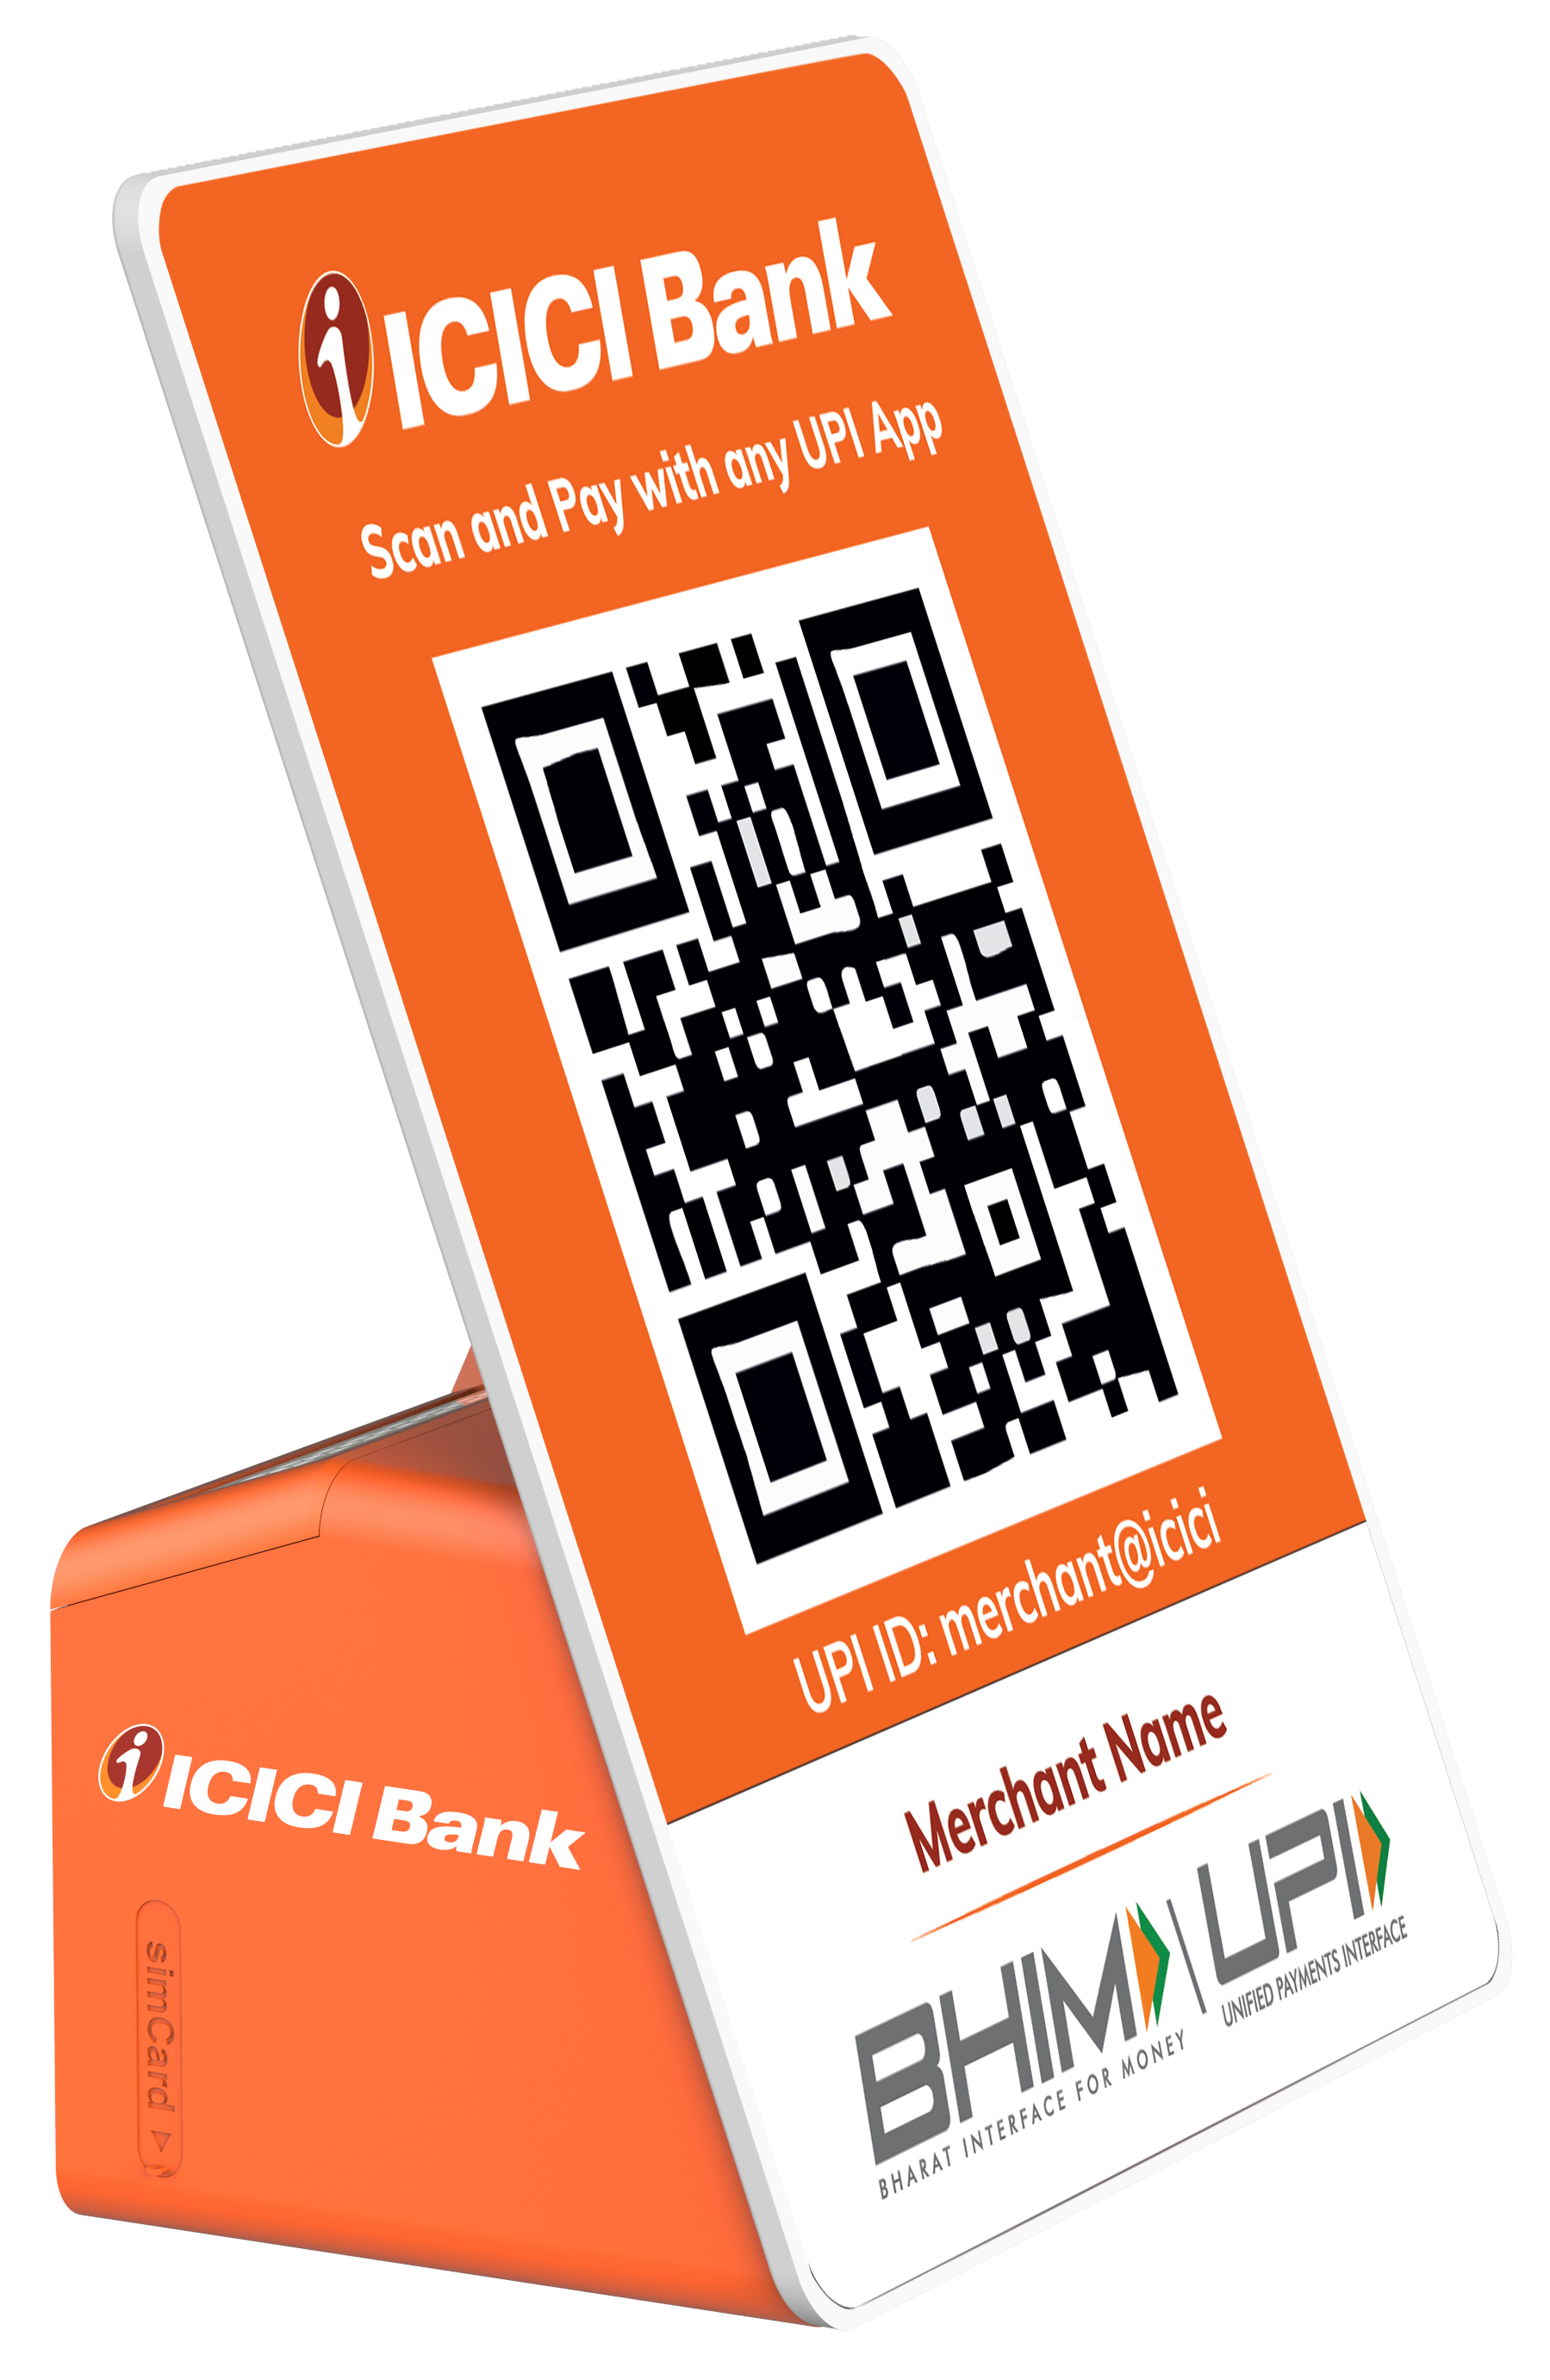 i ICICI Bank
Scan and Pay with any UPI App
UPI ID: merchant@icici
Merchant Name
BHIM | UPI
BHARAT INTERFACE FOR MONEY
UNIFIED PAYMENTS INTERFACE
i ICICI Bank
simCard